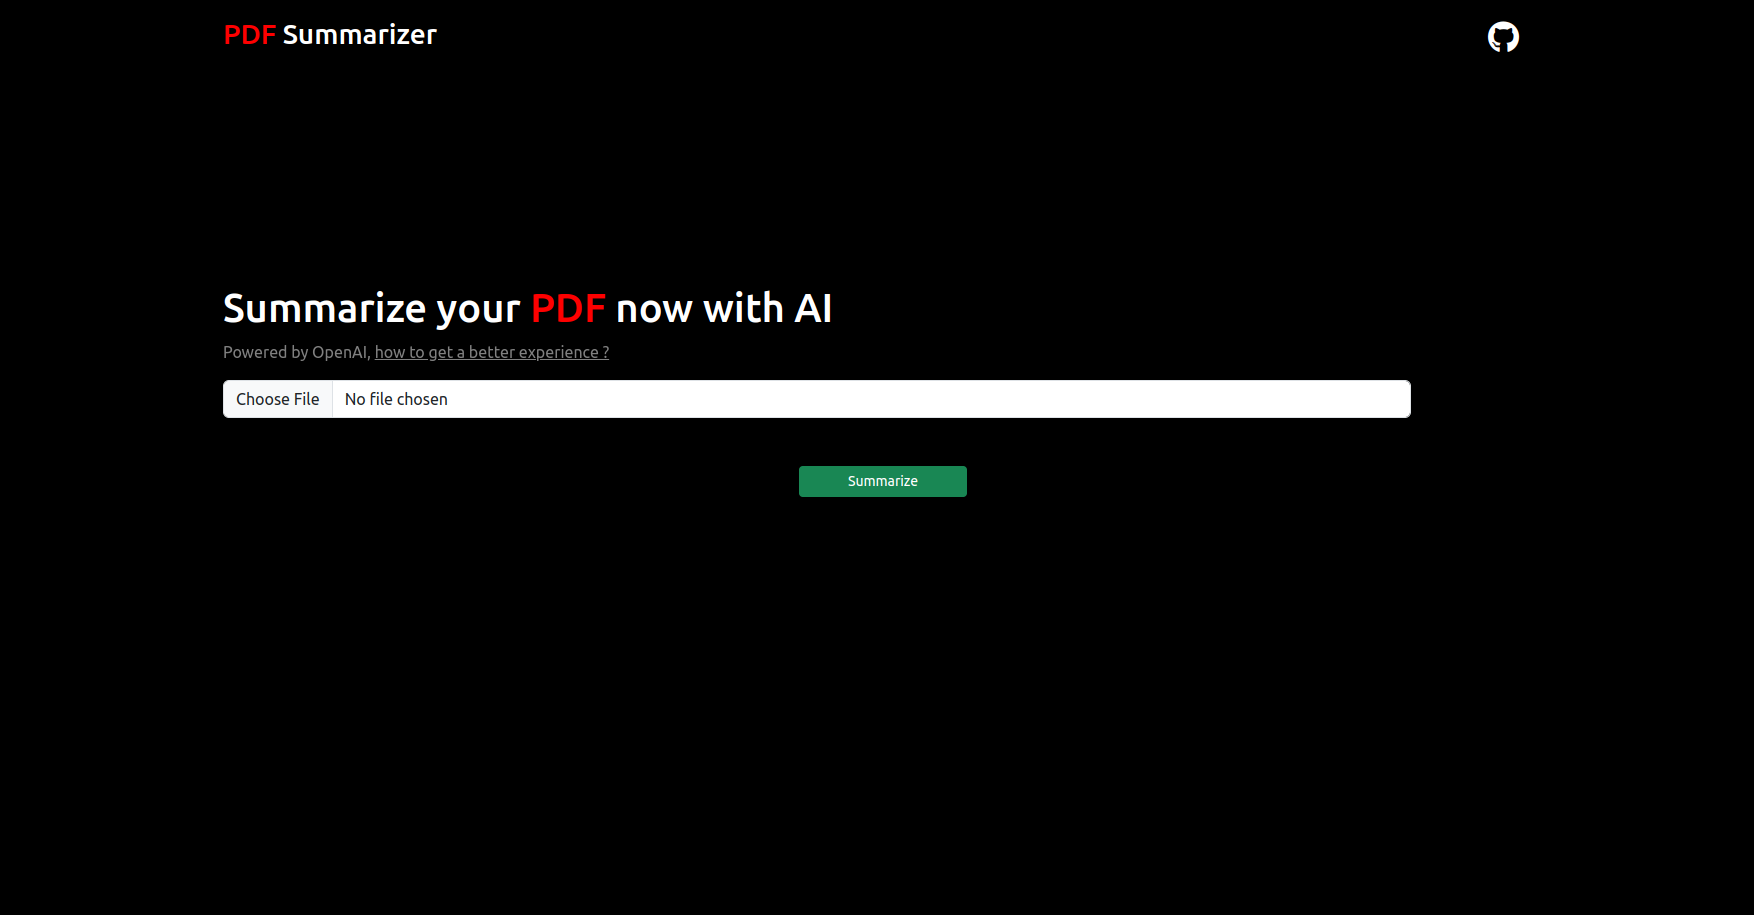 PDF Summarizer
Summarize your PDF now with AI
Powered by OpenAI, how to get a better experience ?
Choose File No file chosen
Summarize